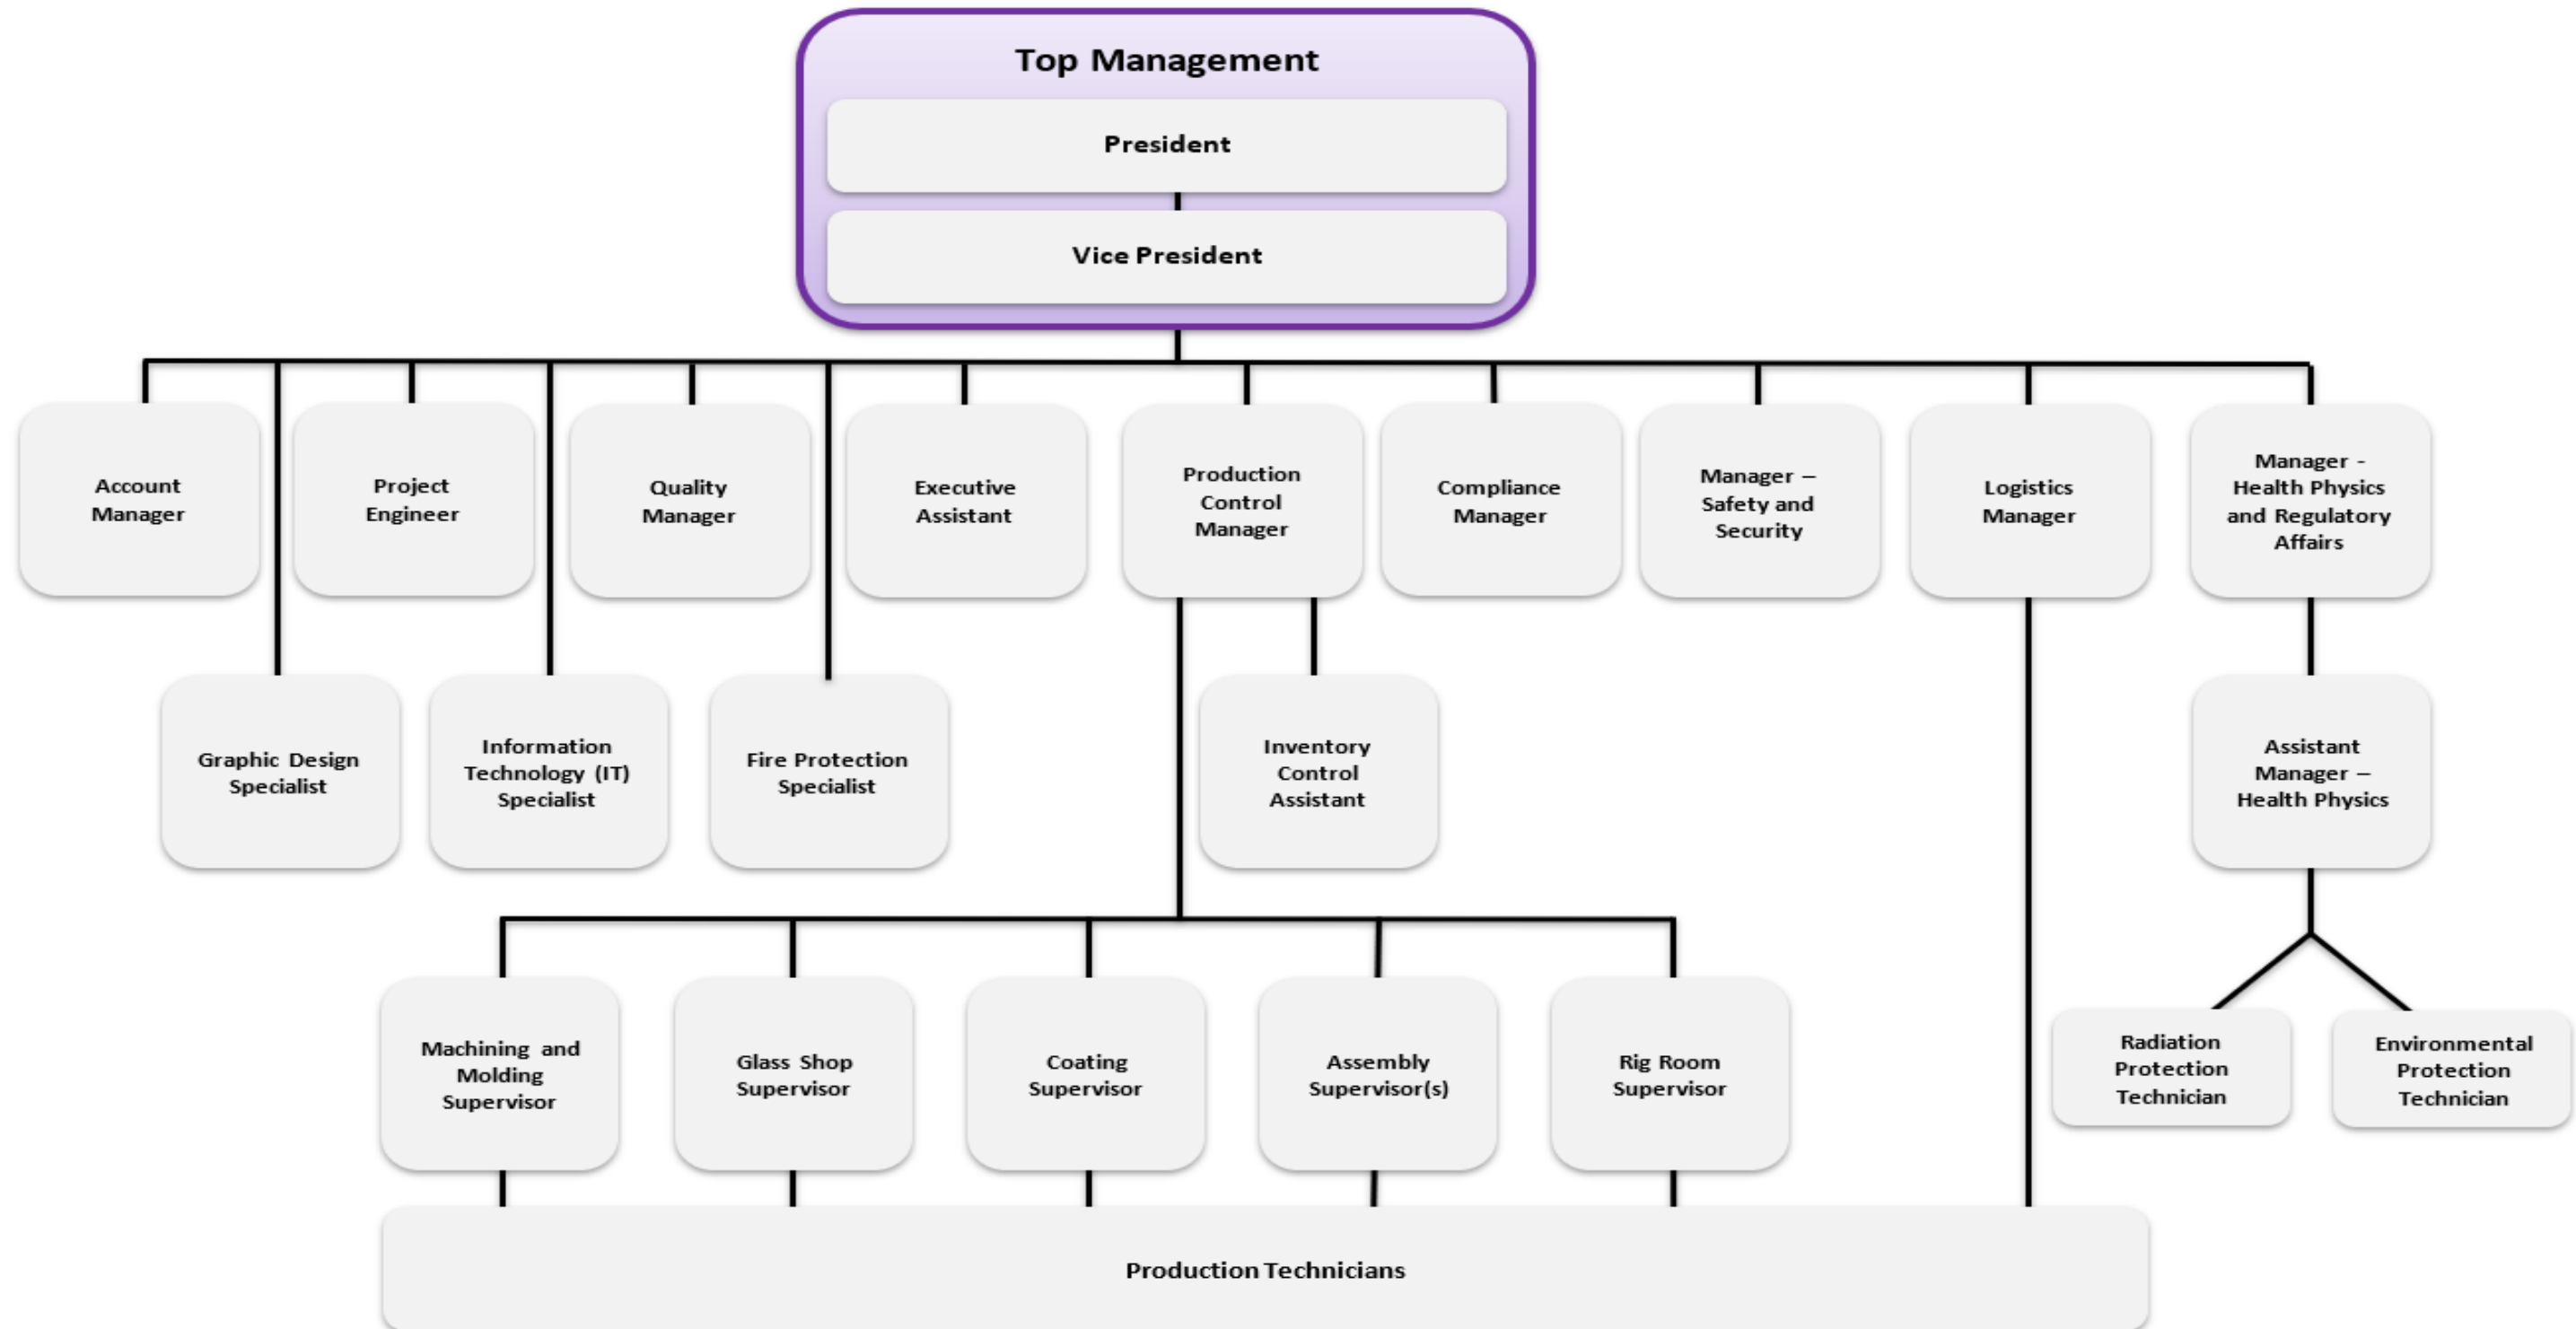 Top Management
President
Vice President
Account
Manager
Project
Engineer
Quality
Manager
Executive
Assistant
Production
Control
Manager
Compliance
Manager
Manager –
Safety and
Security
Logistics
Manager
Manager -
Health Physics
and Regulatory
Affairs
Graphic Design
Specialist
Information
Technology (IT)
Specialist
Fire Protection
Specialist
Inventory
Control
Assistant
Assistant
Manager –
Health Physics
Machining and
Molding
Supervisor
Glass Shop
Supervisor
Coating
Supervisor
Assembly
Supervisor(s)
Rig Room
Supervisor
Radiation
Protection
Technician
Environmental
Protection
Technician
Production Technicians